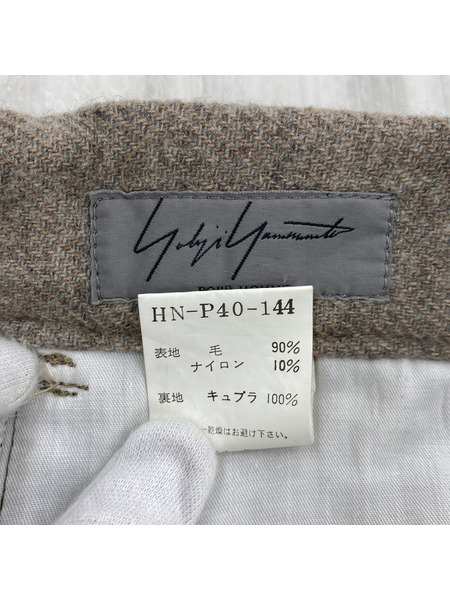 Yohji Yamamoto
POUR HOMME
HN-P40-144
表地 毛 90%
ナイロン 10%
裏地 キュプラ 100%
乾燥はお避け下さい。